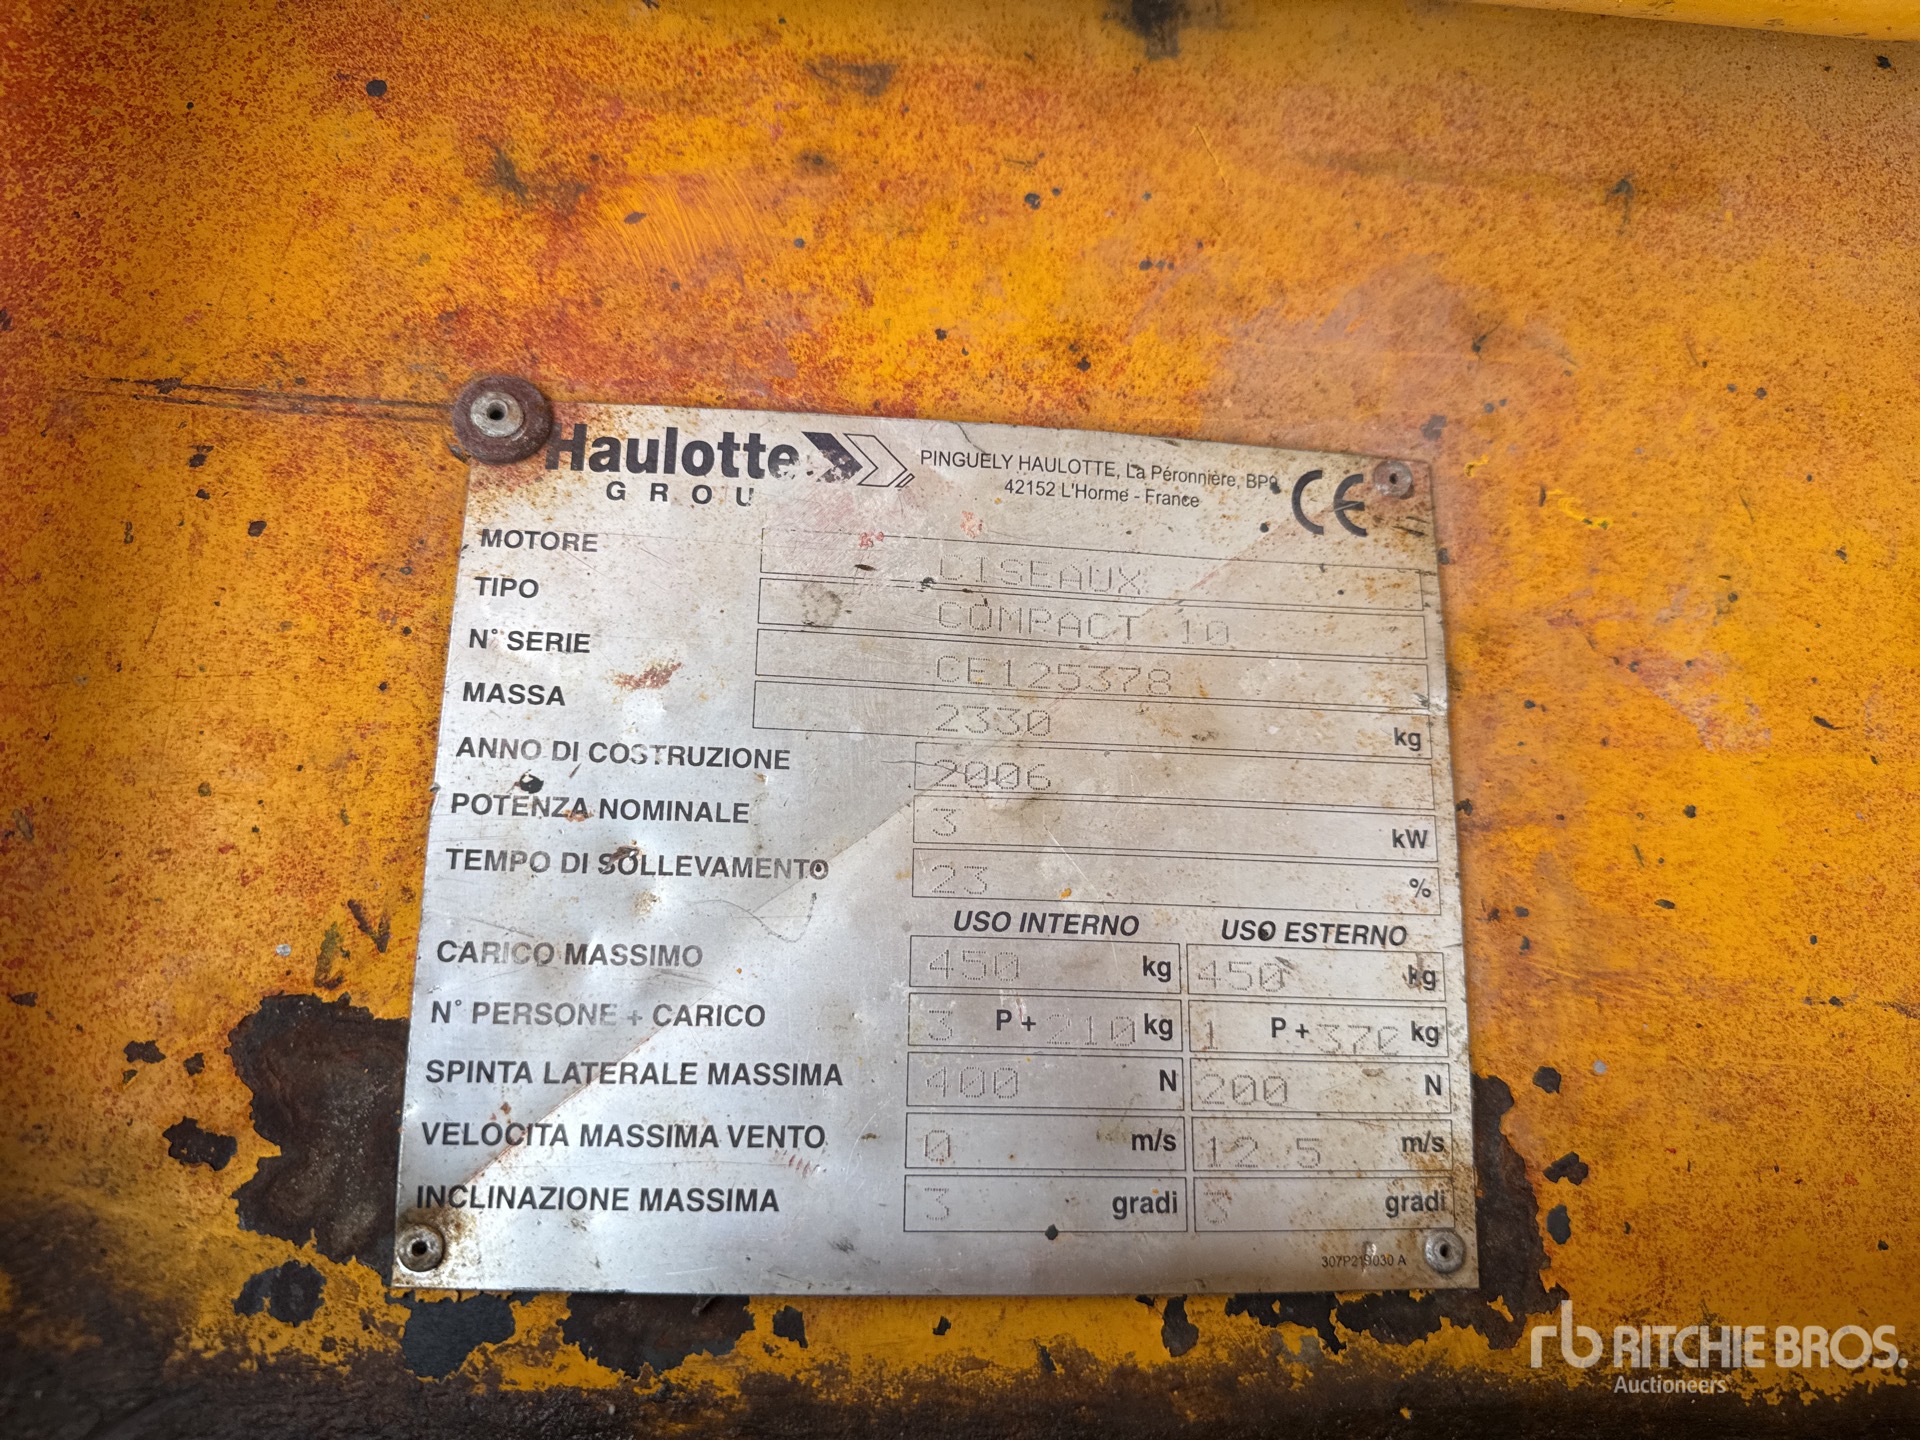 Haulotte
GROU
PINGUELY HAULOTTE, La Péronnière, BP9
42152 L'Horme - France
CE
MOTORE CISEAUX
TIPO COMPACT 10
N° SERIE CE125378
MASSA 2330 kg
ANNO DI COSTRUZIONE 2006
POTENZA NOMINALE 3 kW
TEMPO DI SOLLEVAMENTO 23 %
USO INTERNO USO ESTERNO
CARICO MASSIMO 450 kg 450 kg
N° PERSONE + CARICO 3 P + 210 kg 1 P + 370 kg
SPINTA LATERALE MASSIMA 400 N 200 N
VELOCITA MASSIMA VENTO 0 m/s 12.5 m/s
INCLINAZIONE MASSIMA 3 gradi 3 gradi
307P219030 A
rb RITCHIE BROS.
Auctioneers